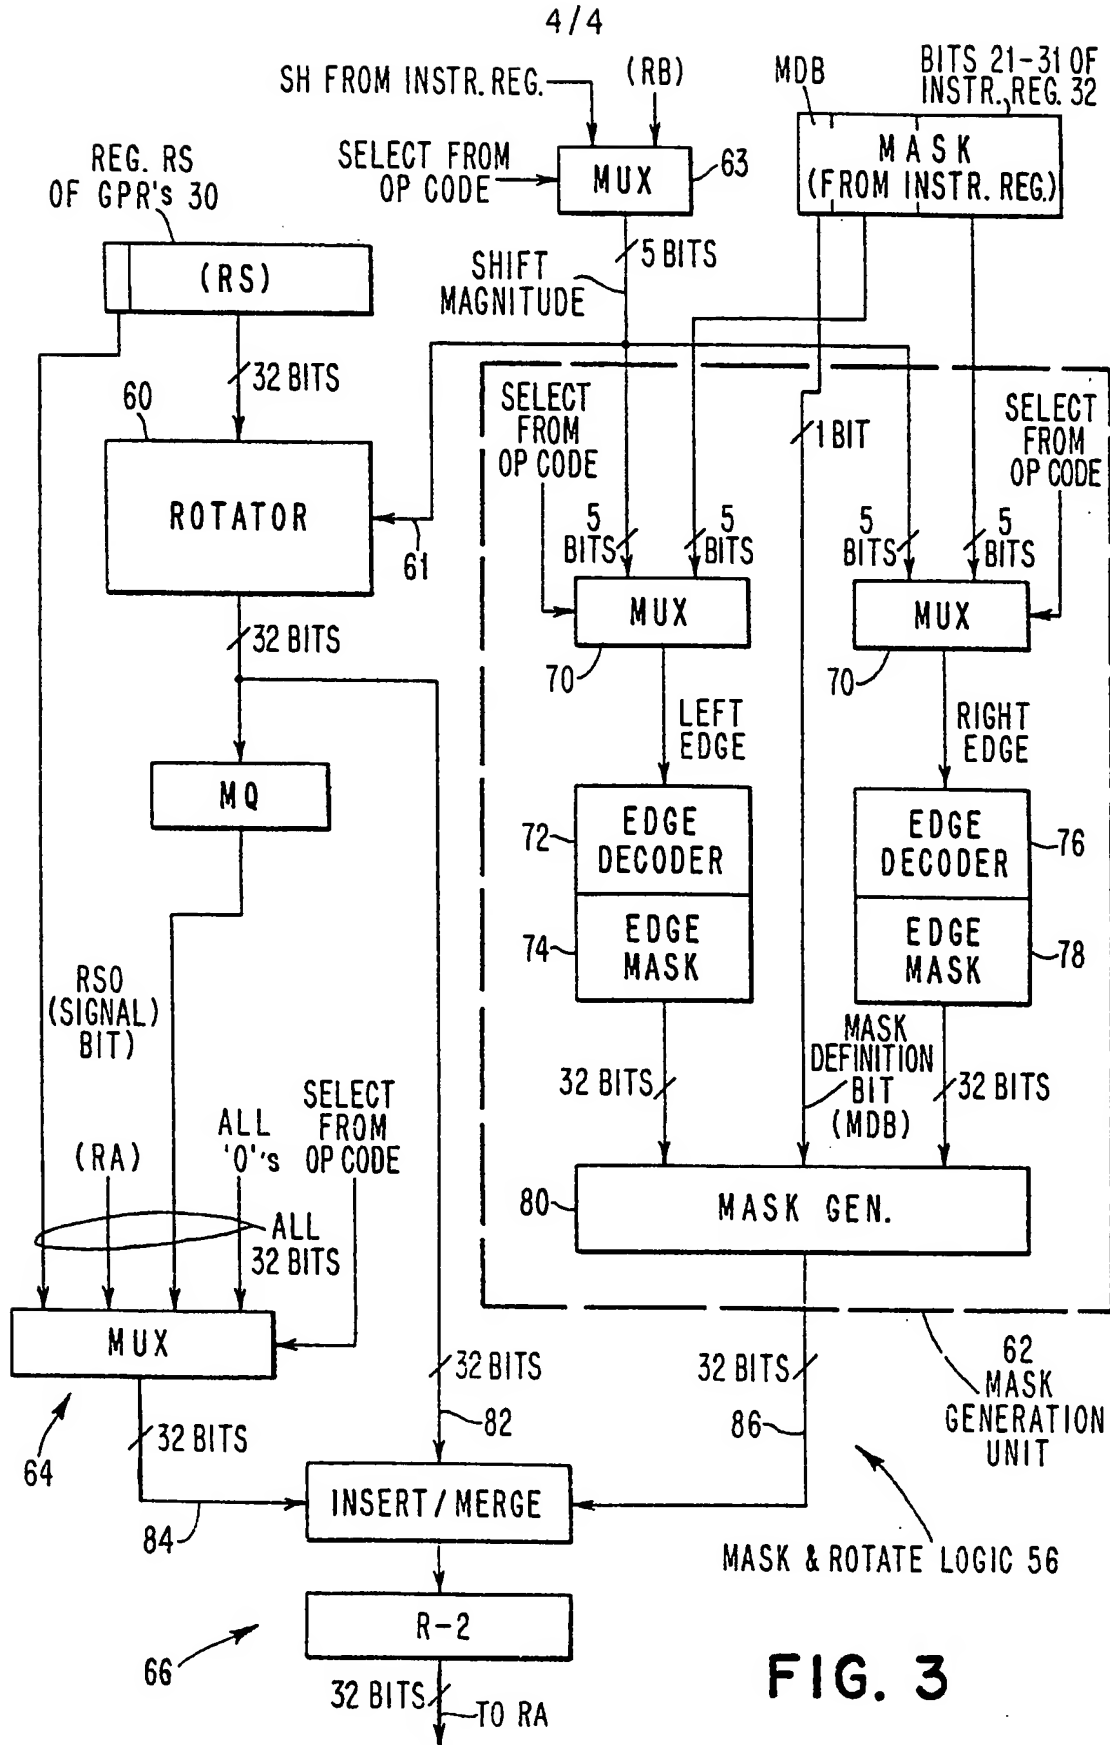 4/4
SH FROM INSTR. REG.
(RB)
MDB
BITS 21-31 OF
INSTR. REG. 32
REG. RS
OF GPR's 30
SELECT FROM
OP CODE
MUX
63
MASK
(FROM INSTR. REG.)
(RS)
5 BITS
SHIFT
MAGNITUDE
32 BITS
60
ROTATOR
61
SELECT
FROM
OP CODE
1 BIT
SELECT
FROM
OP CODE
5
BITS
5
BITS
5
BITS
5
BITS
MUX
70
MUX
70
32 BITS
LEFT
EDGE
RIGHT
EDGE
MQ
72
EDGE
DECODER
EDGE
DECODER
76
74
EDGE
MASK
EDGE
MASK
78
RSO
(SIGNAL)
BIT)
MASK
DEFINITION
BIT
(MDB)
32 BITS
32 BITS
(RA)
ALL
'0's
SELECT
FROM
OP CODE
ALL
32 BITS
80
MASK GEN.
MUX
64
32 BITS
32 BITS
82
32 BITS
86
62
MASK
GENERATION
UNIT
84
INSERT/MERGE
MASK & ROTATE LOGIC 56
R-2
66
32 BITS
TO RA
FIG. 3